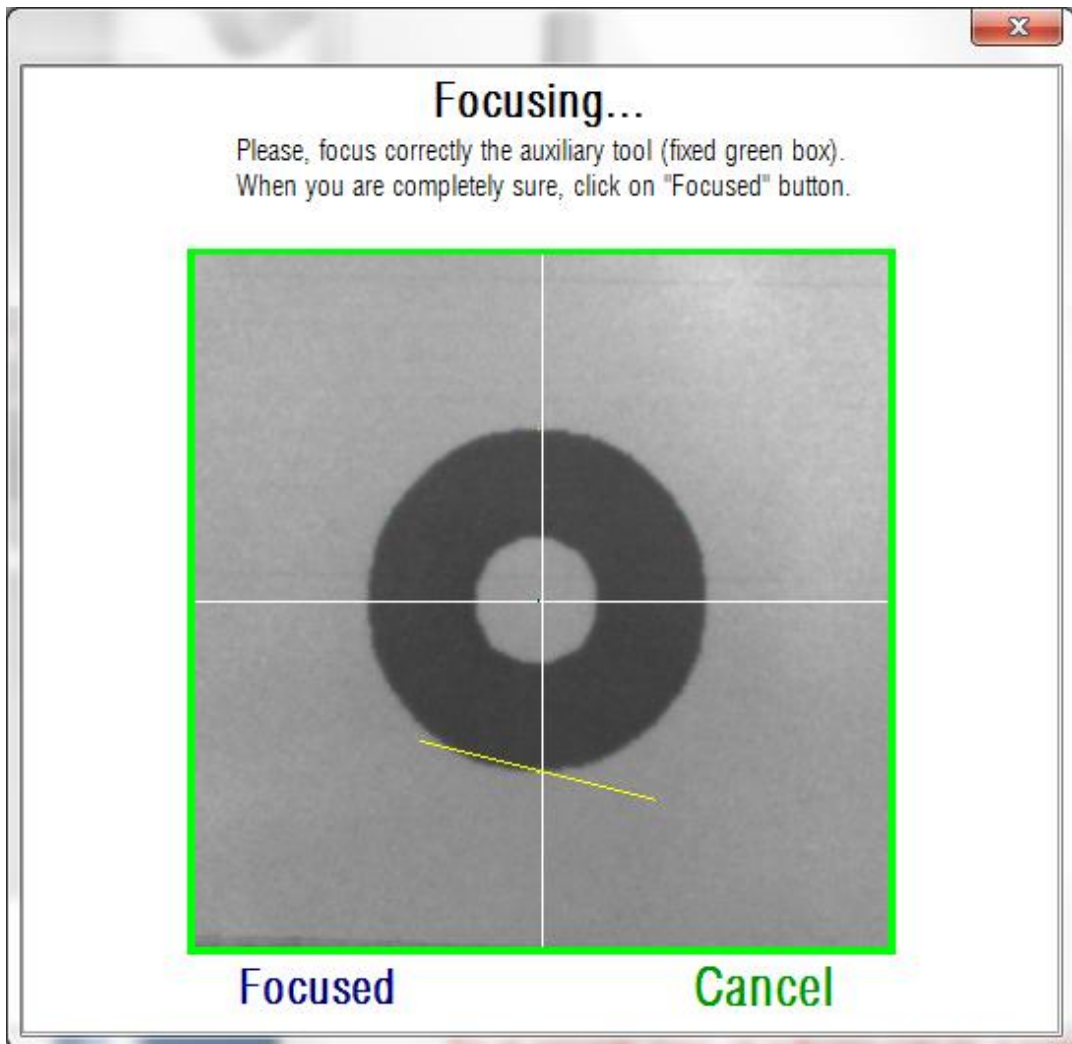 Focusing...
Please, focus correctly the auxiliary tool (fixed green box).
When you are completely sure, click on "Focused" button.
Focused
Cancel